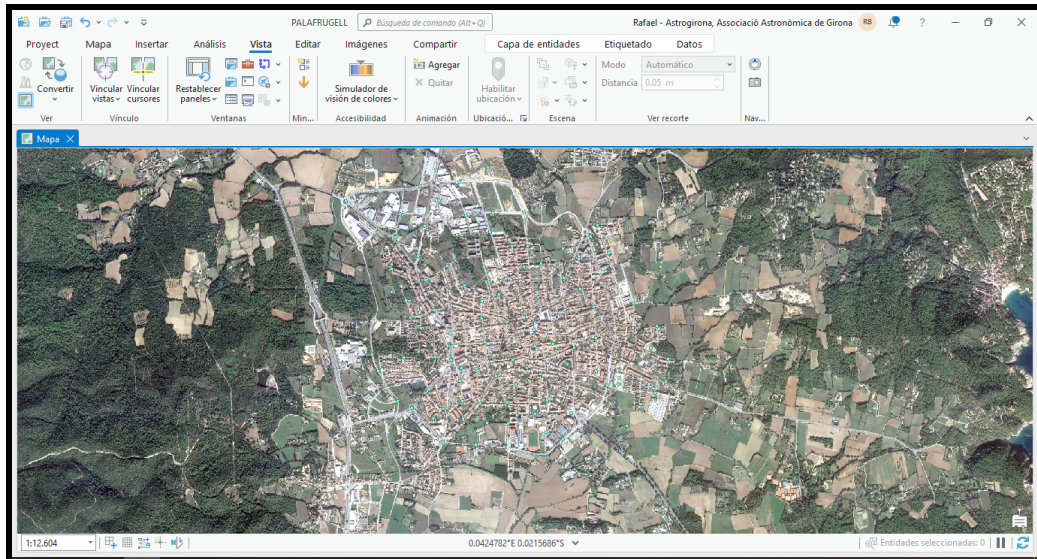 PALAFRUGELL
Búsqueda de comando (Alt+Q)
Rafael - Astrogirona, Associació Astronòmica de Girona
RB
?
Proyect Mapa Insertar Análisis Vista Editar Imágenes Compartir Capa de entidades Etiquetado Datos
Convertir
Vincular vistas
Vincular cursores
Restablecer paneles
Simulador de visión de colores
Agregar
Quitar
Habilitar ubicación
Modo Automático
Distancia 0.05 m
Ver Vínculo Ventanas Min... Accesibilidad Animación Ubicació... Escena Ver recorte Nav...
Mapa
1:12.604
0.0424782°E 0.0215686°S
Entidades seleccionadas: 0